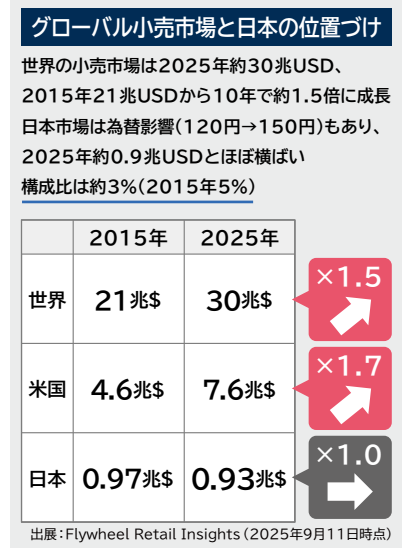 グローバル小売市場と日本の位置づけ
世界の小売市場は2025年約30兆USD、
2015年21兆USDから10年で約1.5倍に成長
日本市場は為替影響(120円→150円)もあり、
2025年約0.9兆USDとほぼ横ばい
構成比は約3%(2015年5%)
2015年 2025年
世界 21兆$ 30兆$ ×1.5
米国 4.6兆$ 7.6兆$ ×1.7
日本 0.97兆$ 0.93兆$ ×1.0
出展:Flywheel Retail Insights(2025年9月11日時点)